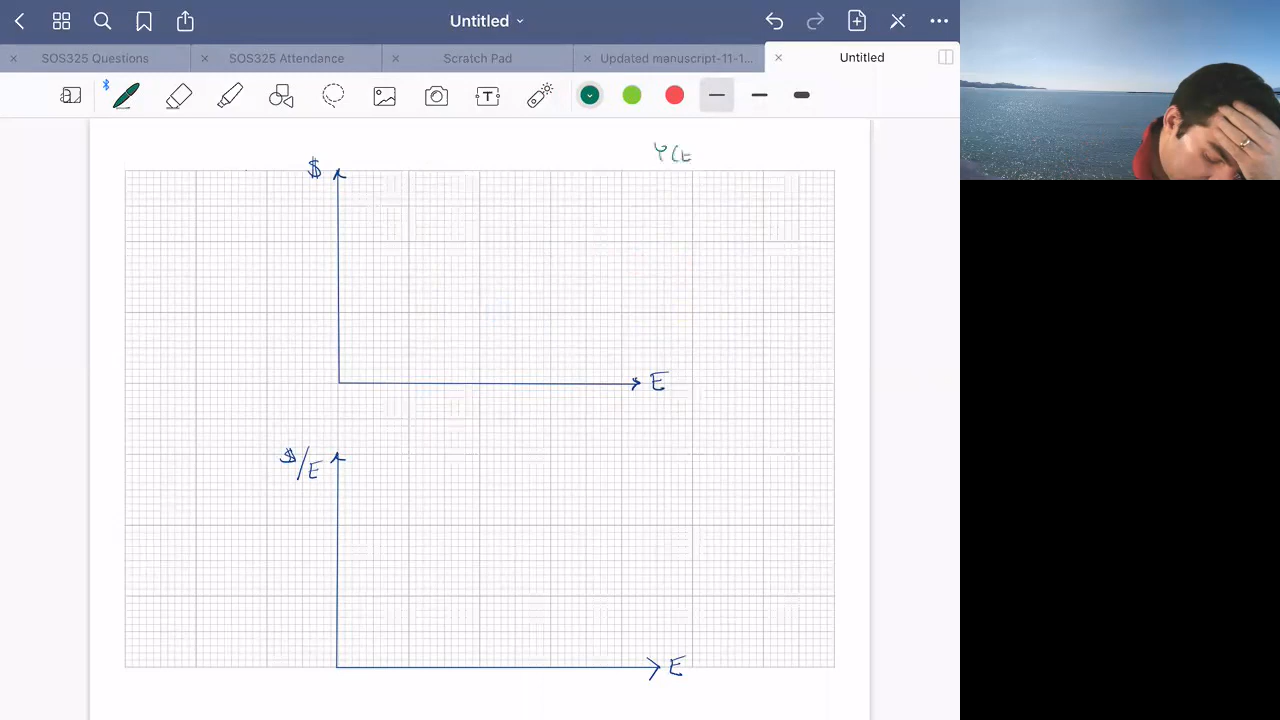 Untitled
SOS325 Questions
SOS325 Attendance
Scratch Pad
Updated manuscript-11-1...
Untitled
T
Y(E
$
E
$/E
E